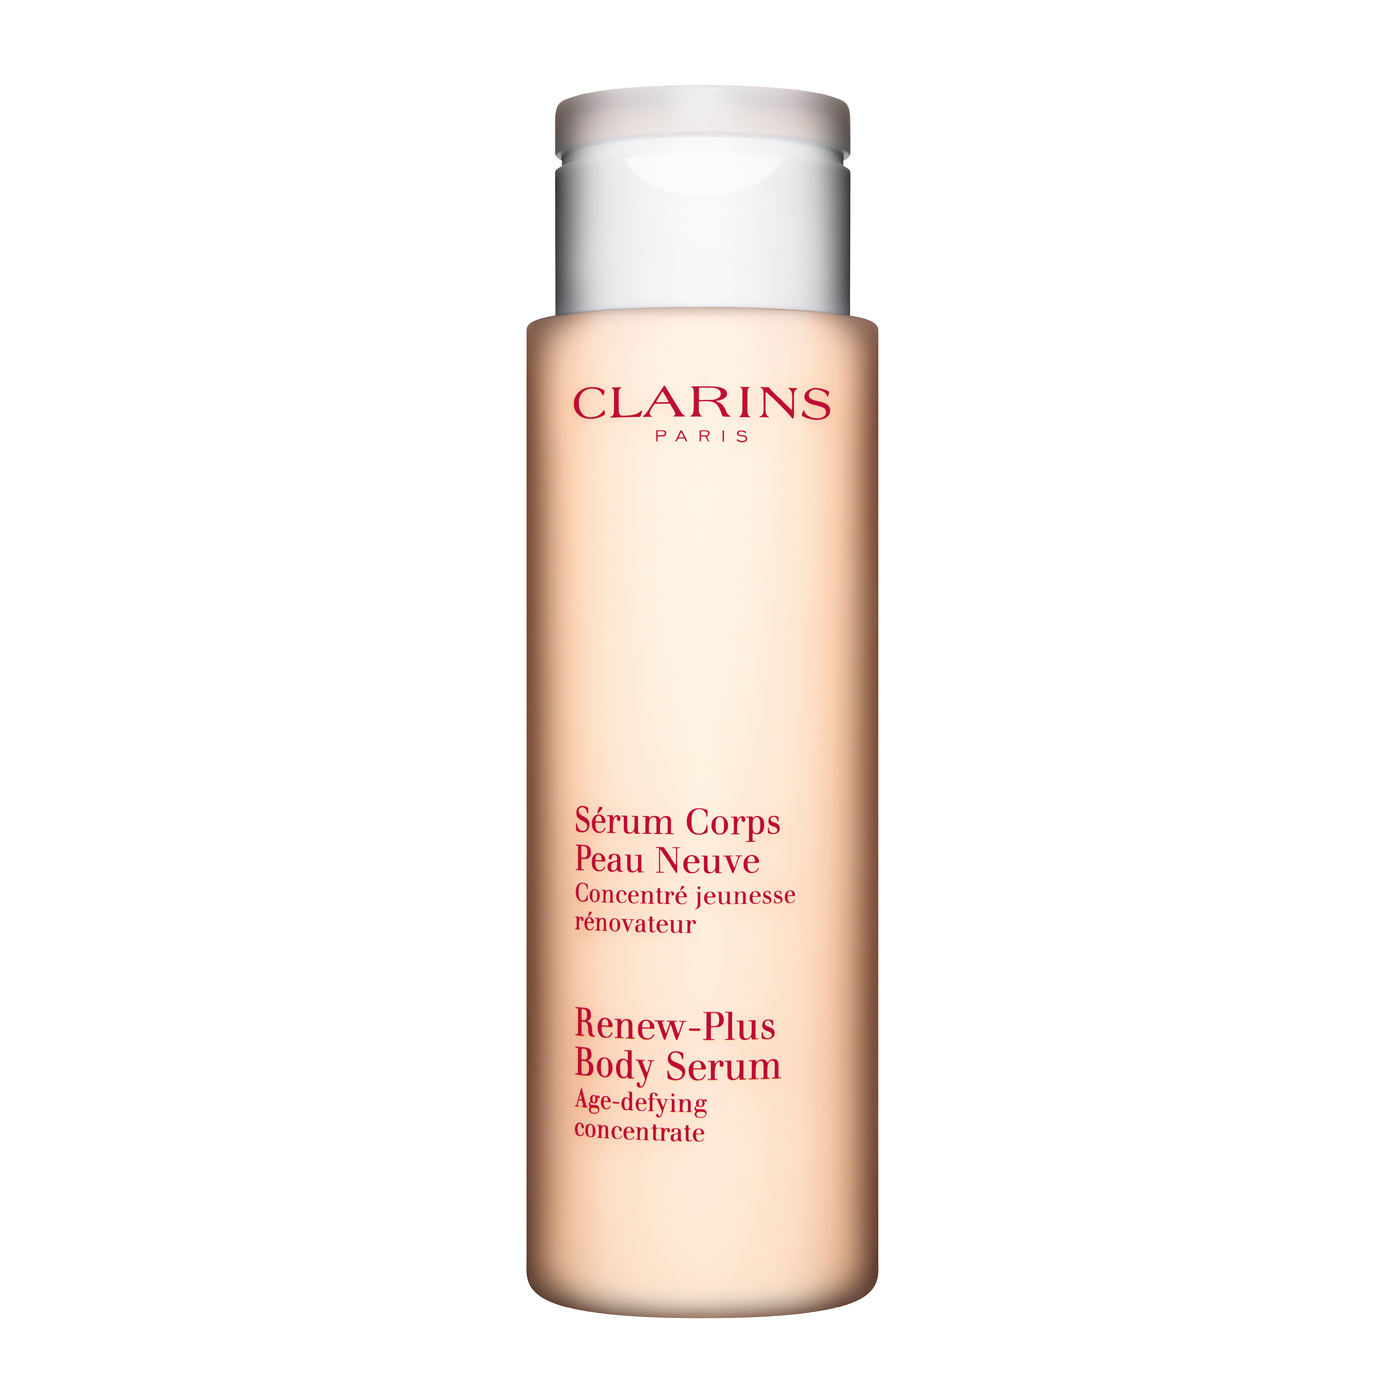 CLARINS
PARIS
Sérum Corps
Peau Neuve
Concentré jeunesse
rénovateur
Renew-Plus
Body Serum
Age-defying
concentrate